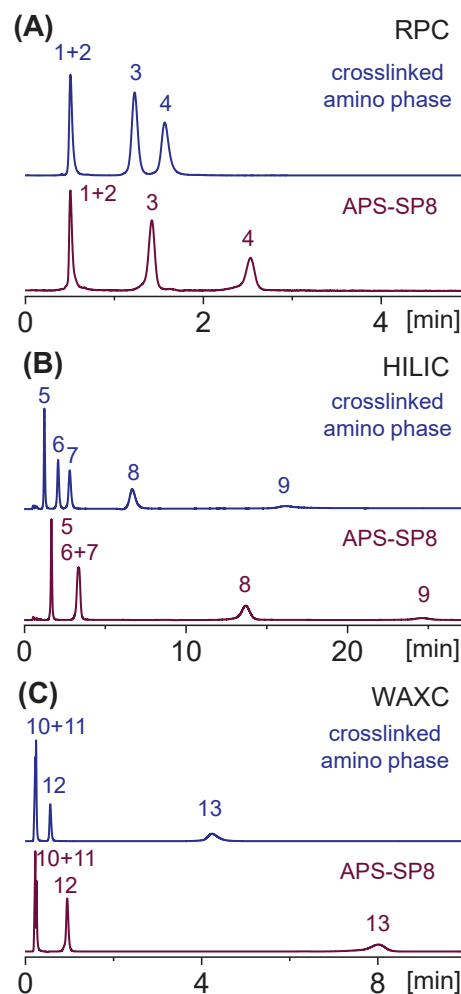 (A) RPC
1+2 3 4 crosslinked
amino phase
1+2 3 4 APS-SP8
0 2 4 [min]
(B) HILIC
5 6 7 8 9 crosslinked
amino phase
5 APS-SP8
6+7 8 9
0 10 20 [min]
(C) WAXC
10+11 crosslinked
12 13 amino phase
10+11 APS-SP8
12 13
0 4 8 [min]